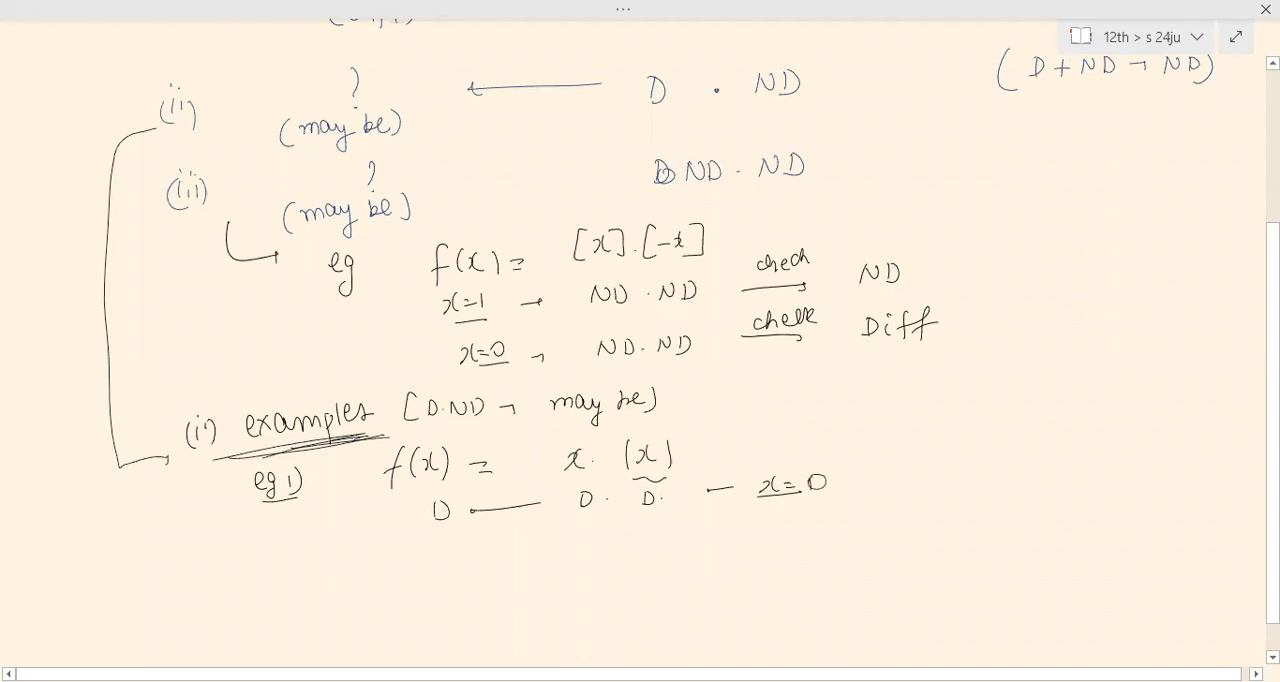 12th > s 24ju
( D + ND → ND )
(ii) ? ← D . ND
(may be)
(iii) ? ND . ND
(may be)
eg f(x) = [x].[-x]
x=1 → ND . ND check ND
x=0 → ND . ND check Diff
(ii) examples [D.ND → may be]
eg 1) f(x) = x. (x)
D — D . D. — x=0